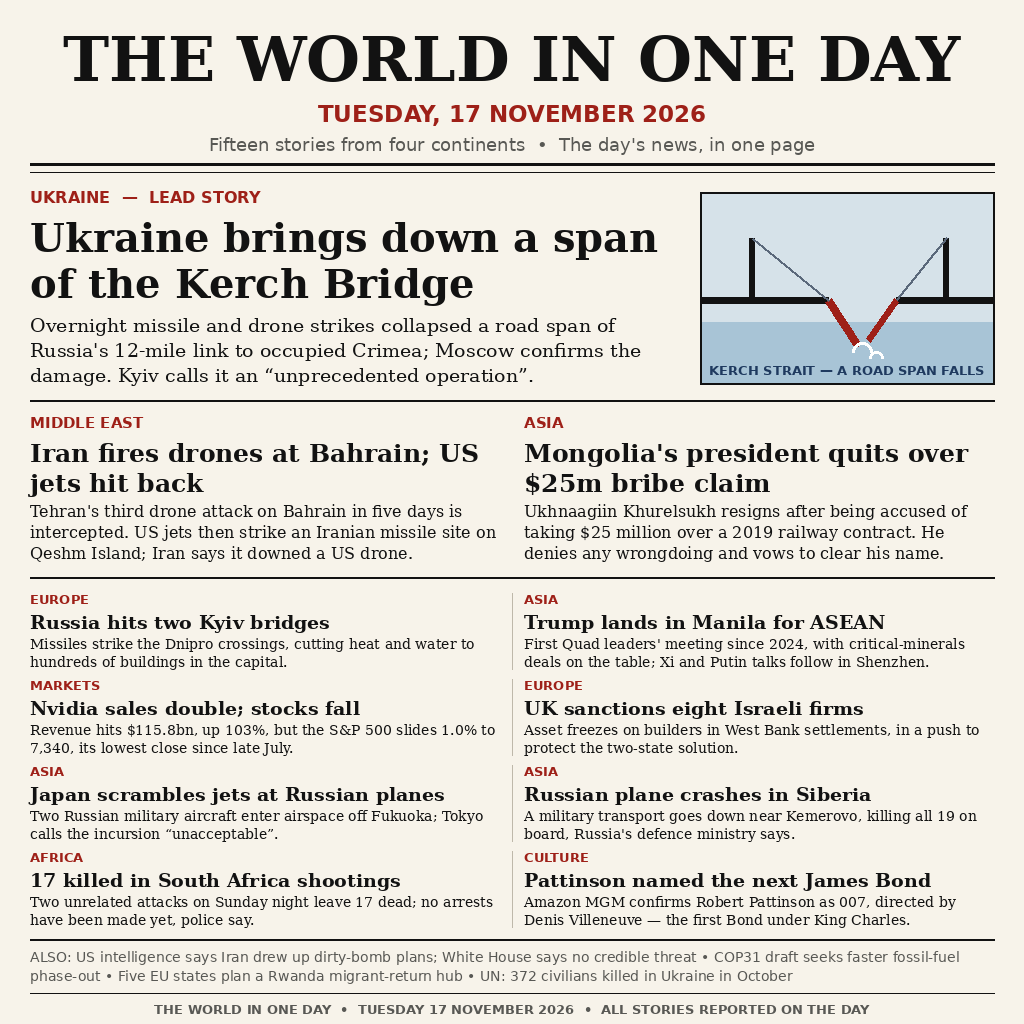 THE WORLD IN ONE DAY
TUESDAY, 17 NOVEMBER 2026
Fifteen stories from four continents • The day's news, in one page
UKRAINE — LEAD STORY
Ukraine brings down a span
of the Kerch Bridge
Overnight missile and drone strikes collapsed a road span of
Russia's 12-mile link to occupied Crimea; Moscow confirms the
damage. Kyiv calls it an “unprecedented operation”.
KERCH STRAIT — A ROAD SPAN FALLS
MIDDLE EAST
Iran fires drones at Bahrain; US
jets hit back
Tehran's third drone attack on Bahrain in five days is
intercepted. US jets then strike an Iranian missile site on
Qeshm Island; Iran says it downed a US drone.
ASIA
Mongolia's president quits over
$25m bribe claim
Ukhnaagiin Khurelsukh resigns after being accused of
taking $25 million over a 2019 railway contract. He
denies any wrongdoing and vows to clear his name.
EUROPE
Russia hits two Kyiv bridges
Missiles strike the Dnipro crossings, cutting heat and water to
hundreds of buildings in the capital.
ASIA
Trump lands in Manila for ASEAN
First Quad leaders' meeting since 2024, with critical-minerals
deals on the table; Xi and Putin talks follow in Shenzhen.
MARKETS
Nvidia sales double; stocks fall
Revenue hits $115.8bn, up 103%, but the S&P 500 slides 1.0% to
7,340, its lowest close since late July.
EUROPE
UK sanctions eight Israeli firms
Asset freezes on builders in West Bank settlements, in a push to
protect the two-state solution.
ASIA
Japan scrambles jets at Russian planes
Two Russian military aircraft enter airspace off Fukuoka; Tokyo
calls the incursion “unacceptable”.
ASIA
Russian plane crashes in Siberia
A military transport goes down near Kemerovo, killing all 19 on
board, Russia's defence ministry says.
AFRICA
17 killed in South Africa shootings
Two unrelated attacks on Sunday night leave 17 dead; no arrests
have been made yet, police say.
CULTURE
Pattinson named the next James Bond
Amazon MGM confirms Robert Pattinson as 007, directed by
Denis Villeneuve — the first Bond under King Charles.
ALSO: US intelligence says Iran drew up dirty-bomb plans; White House says no credible threat • COP31 draft seeks faster fossil-fuel
phase-out • Five EU states plan a Rwanda migrant-return hub • UN: 372 civilians killed in Ukraine in October
THE WORLD IN ONE DAY • TUESDAY 17 NOVEMBER 2026 • ALL STORIES REPORTED ON THE DAY